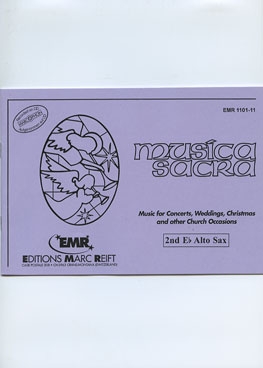 EMR 1101-11
musica
sacra
Music for Concerts, Weddings, Christmas
and other Church Occasions
2nd E♭ Alto Sax
EMR
EDITIONS MARC REIFT